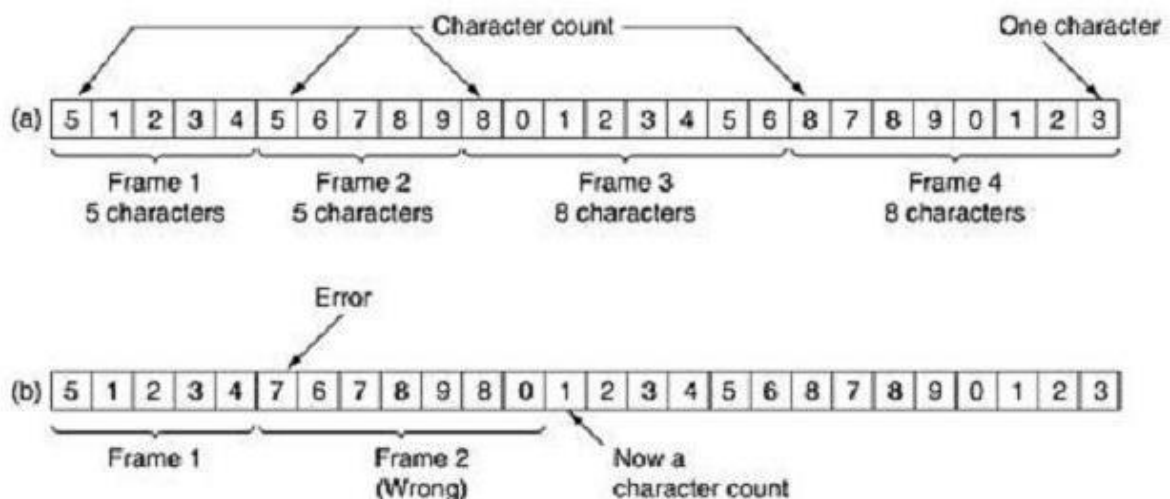 Character count
One character
(a) 5 1 2 3 4 5 6 7 8 9 8 0 1 2 3 4 5 6 8 7 8 9 0 1 2 3
Frame 1
5 characters
Frame 2
5 characters
Frame 3
8 characters
Frame 4
8 characters
Error
(b) 5 1 2 3 4 7 6 7 8 9 8 0 1 2 3 4 5 6 8 7 8 9 0 1 2 3
Frame 1
Frame 2
(Wrong)
Now a
character count